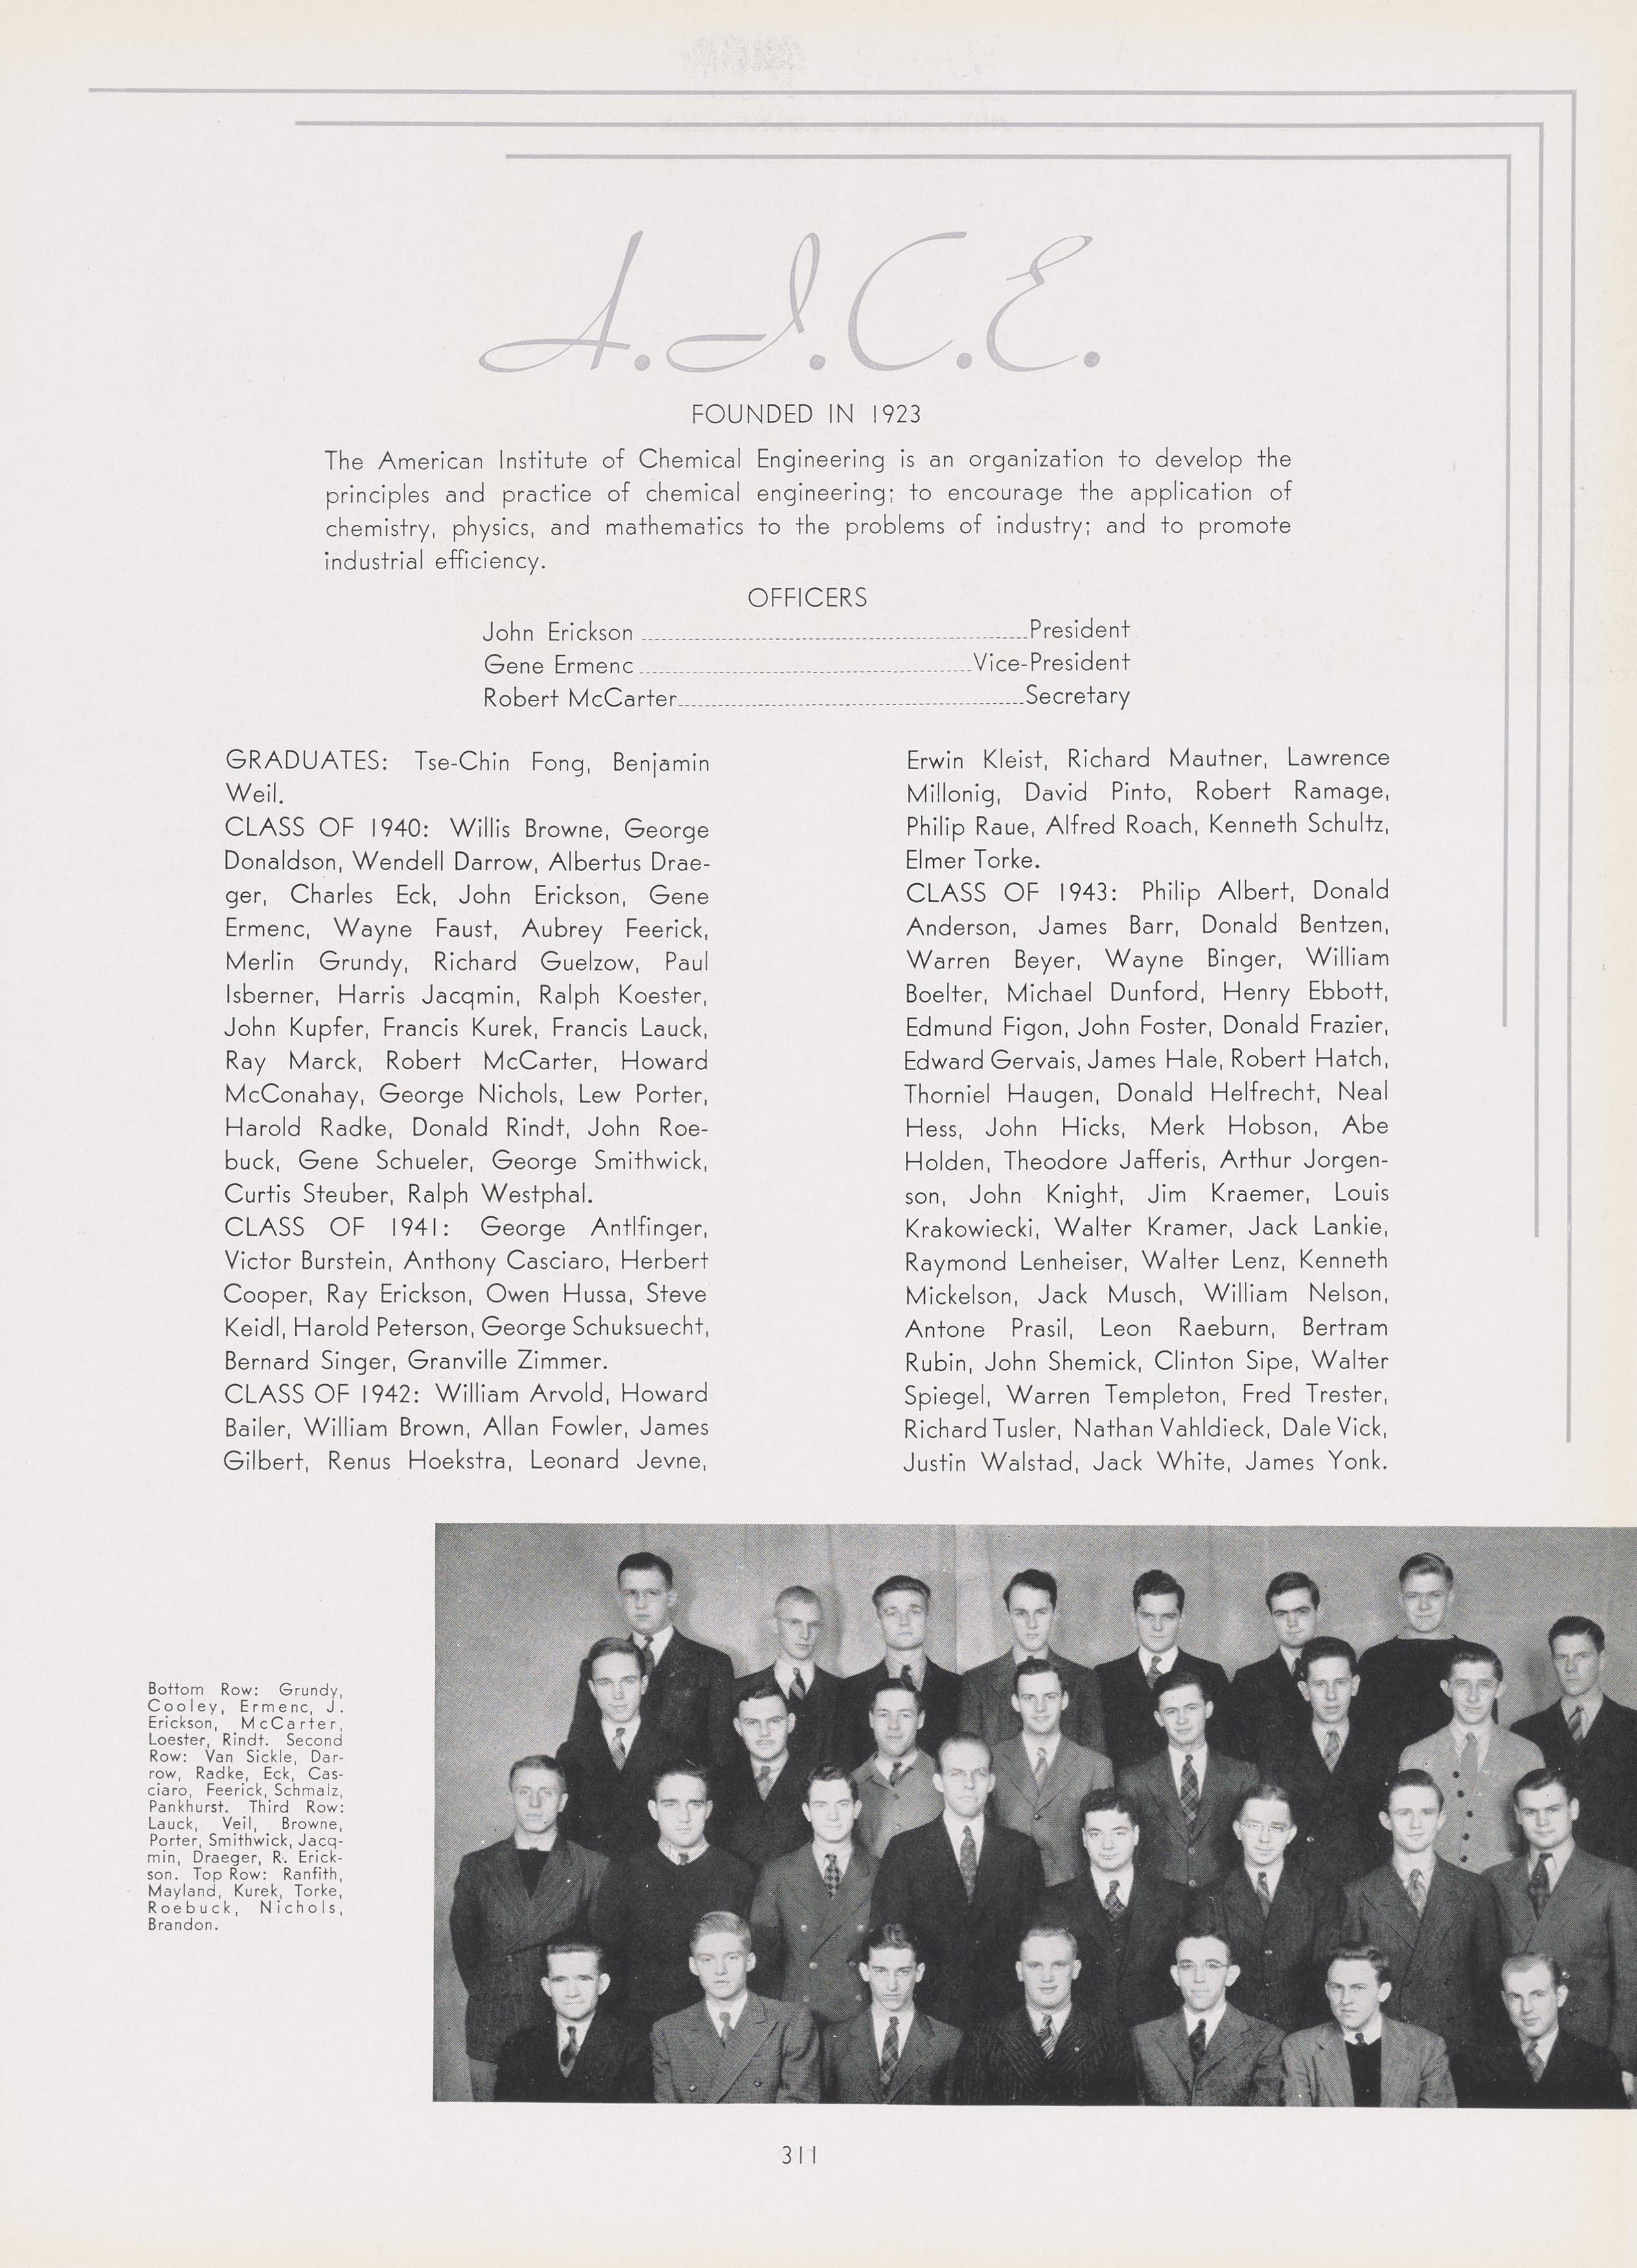 A.I.C.E.
FOUNDED IN 1923
The American Institute of Chemical Engineering is an organization to develop the
principles and practice of chemical engineering; to encourage the application of
chemistry, physics, and mathematics to the problems of industry; and to promote
industrial efficiency.
OFFICERS
John Erickson President
Gene Ermenc Vice-President
Robert McCarter Secretary
GRADUATES: Tse-Chin Fong, Benjamin
Weil.
CLASS OF 1940: Willis Browne, George
Donaldson, Wendell Darrow, Albertus Drae-
ger, Charles Eck, John Erickson, Gene
Ermenc, Wayne Faust, Aubrey Feerick,
Merlin Grundy, Richard Guelzow, Paul
Isberner, Harris Jacqmin, Ralph Koester,
John Kupfer, Francis Kurek, Francis Lauck,
Ray Marck, Robert McCarter, Howard
McConahay, George Nichols, Lew Porter,
Harold Radke, Donald Rindt, John Roe-
buck, Gene Schueler, George Smithwick,
Curtis Steuber, Ralph Westphal.
CLASS OF 1941: George Antlfinger,
Victor Burstein, Anthony Casciaro, Herbert
Cooper, Ray Erickson, Owen Hussa, Steve
Keidl, Harold Peterson, George Schuksuecht,
Bernard Singer, Granville Zimmer.
CLASS OF 1942: William Arvold, Howard
Bailer, William Brown, Allan Fowler, James
Gilbert, Renus Hoekstra, Leonard Jevne,
Erwin Kleist, Richard Mautner, Lawrence
Millonig, David Pinto, Robert Ramage,
Philip Raue, Alfred Roach, Kenneth Schultz,
Elmer Torke.
CLASS OF 1943: Philip Albert, Donald
Anderson, James Barr, Donald Bentzen,
Warren Beyer, Wayne Binger, William
Boelter, Michael Dunford, Henry Ebbott,
Edmund Figon, John Foster, Donald Frazier,
Edward Gervais, James Hale, Robert Hatch,
Thorniel Haugen, Donald Helfrecht, Neal
Hess, John Hicks, Merk Hobson, Abe
Holden, Theodore Jafferis, Arthur Jorgen-
son, John Knight, Jim Kraemer, Louis
Krakowiecki, Walter Kramer, Jack Lankie,
Raymond Lenheiser, Walter Lenz, Kenneth
Mickelson, Jack Musch, William Nelson,
Antone Prasil, Leon Raeburn, Bertram
Rubin, John Shemick, Clinton Sipe, Walter
Spiegel, Warren Templeton, Fred Trester,
Richard Tusler, Nathan Vahldieck, Dale Vick,
Justin Walstad, Jack White, James Yonk.
Bottom Row: Grundy,
Cooley, Ermenc, J.
Erickson, McCarter,
Loester, Rindt. Second
Row: Van Sickle, Dar-
row, Radke, Eck, Cas-
ciaro, Feerick, Schmalz,
Pankhurst. Third Row:
Lauck, Veil, Browne,
Porter, Smithwick, Jacq-
min, Draeger, R. Erick-
son. Top Row: Ranfith,
Mayland, Kurek, Torke,
Roebuck, Nichols,
Brandon.
311